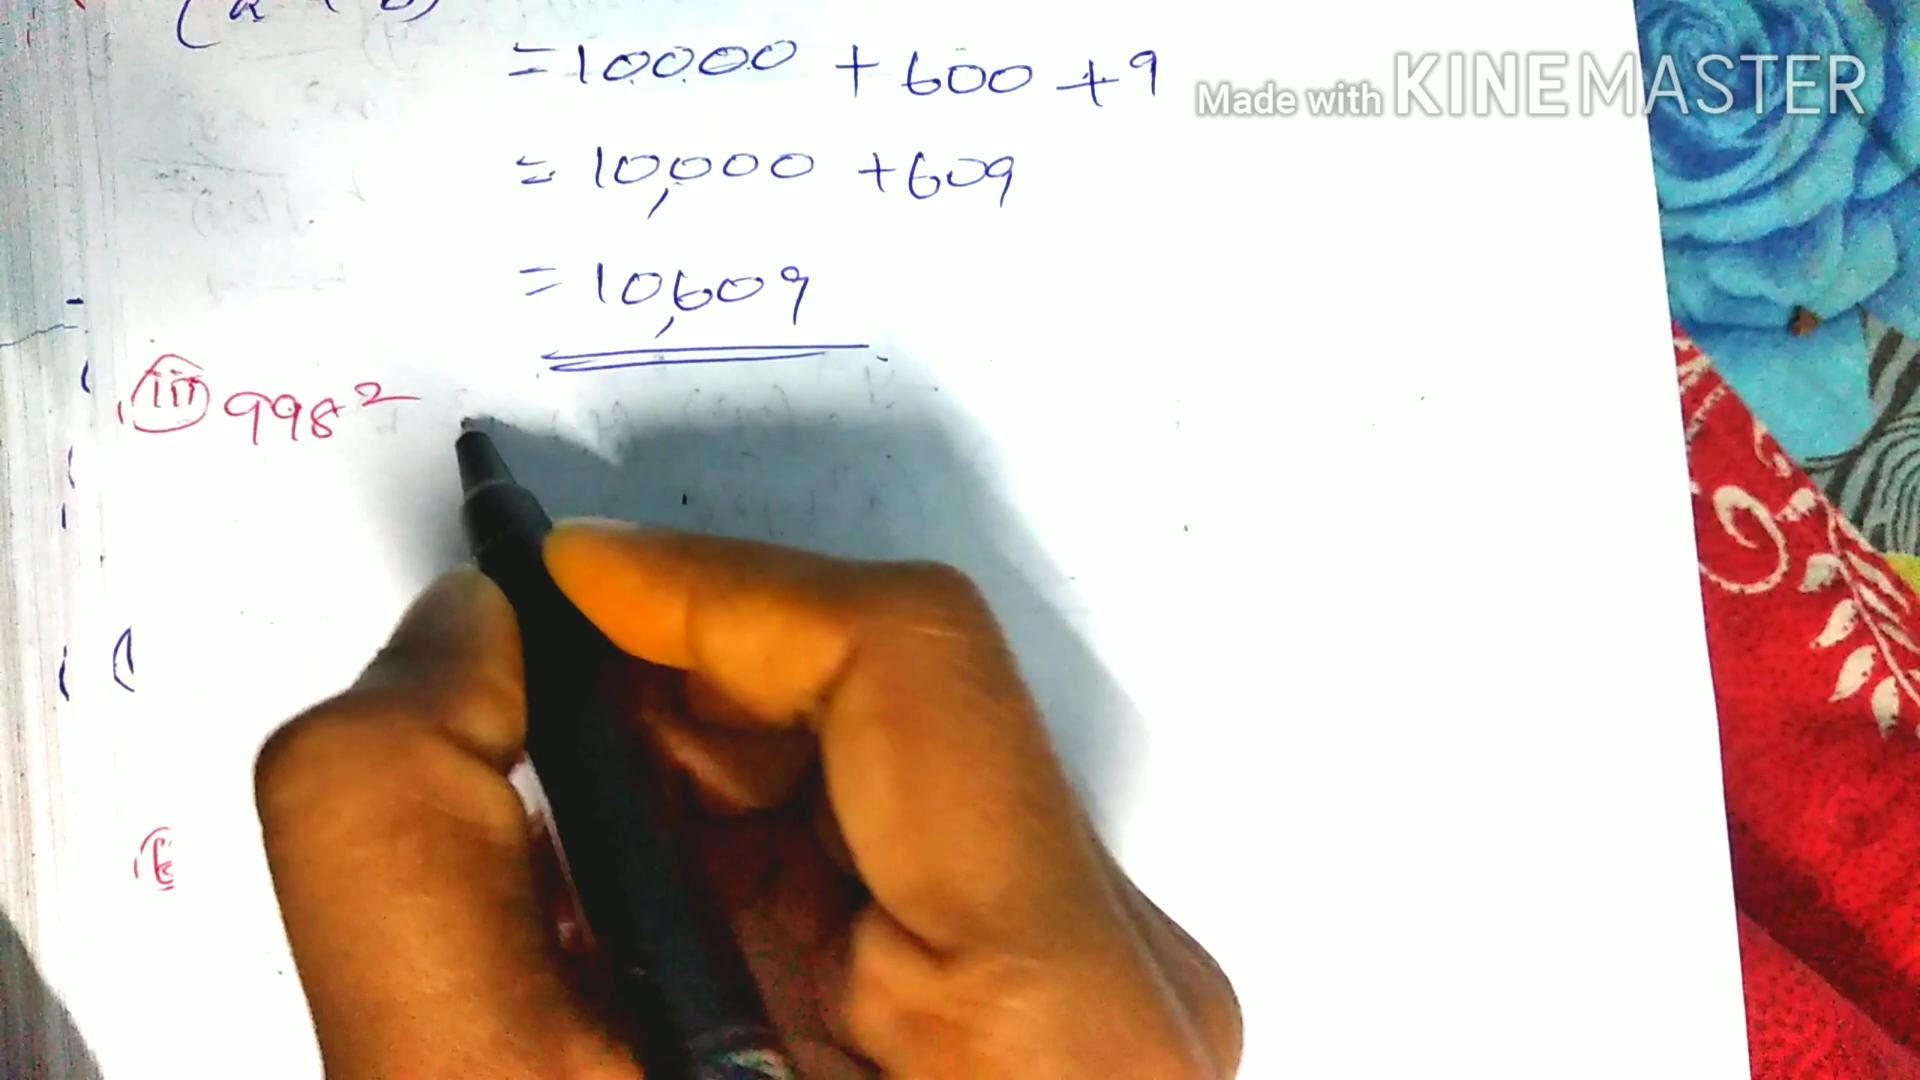 = 10000 + 600 + 9
Made with KINEMASTER
= 10,000 + 609
= 10,609
iii 998²